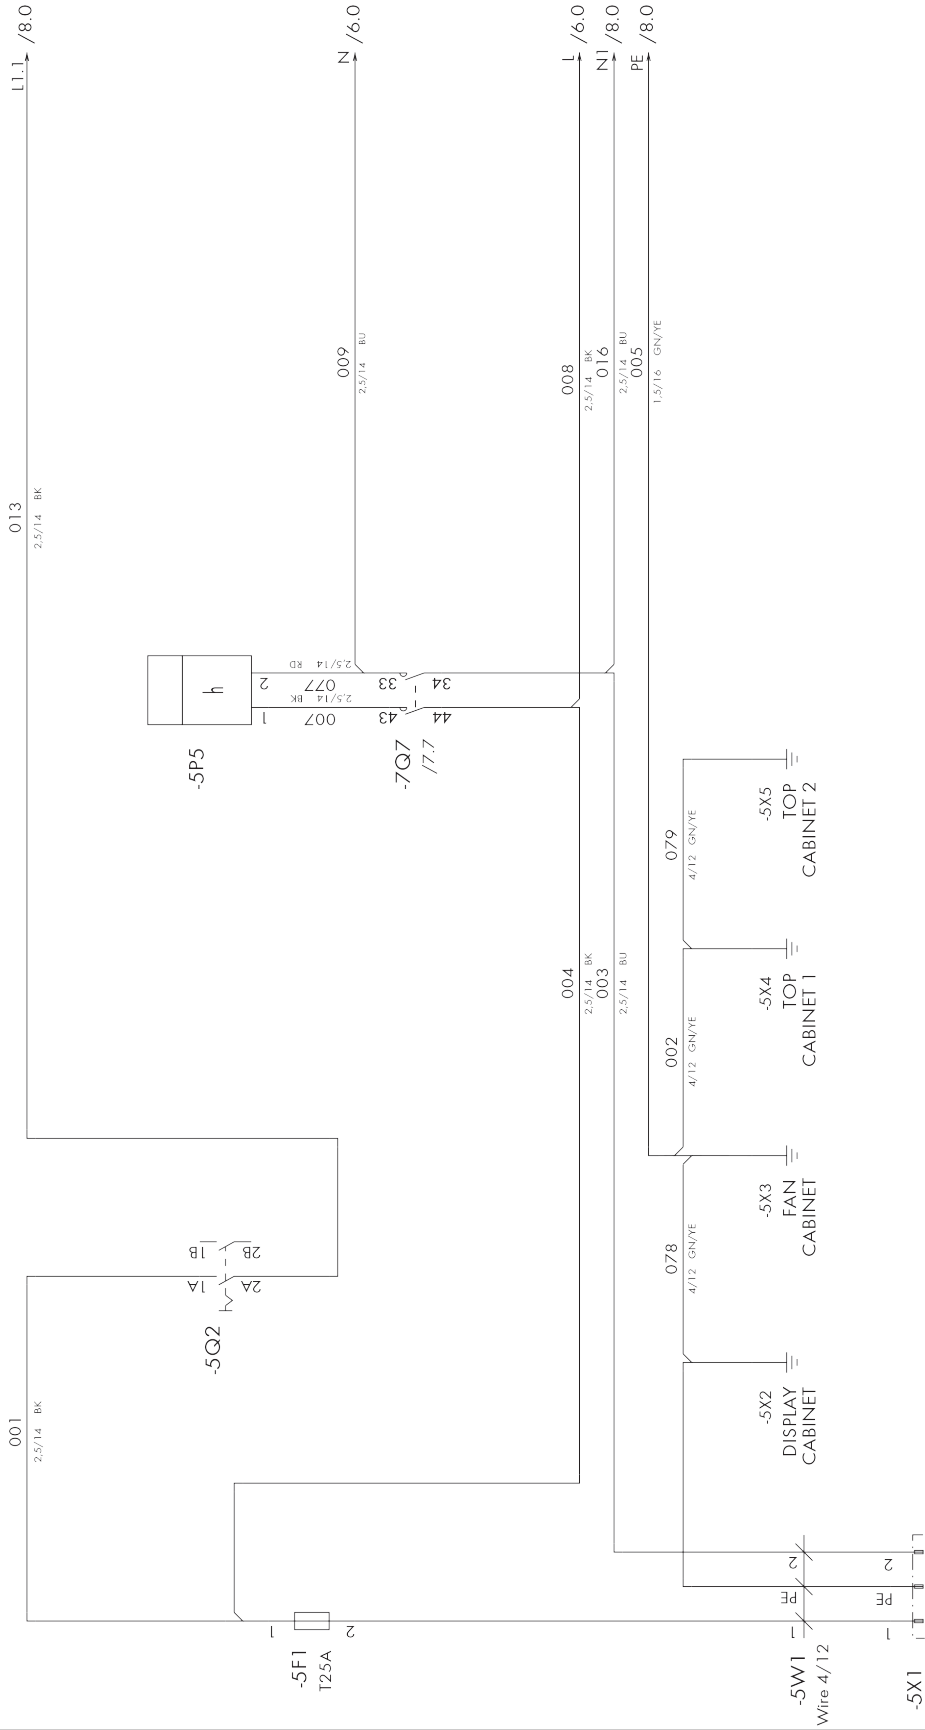 L1.1 /8.0
N /6.0
L /6.0
N1 /8.0
PE /8.0
013
2,5/14 BK
009
2,5/14 BU
008
2,5/14 BK
016
2,5/14 BU
005
1,5/16 GN/YE
-5P5
h
1
2
007
2,5/14 BK
077
2,5/14 RD
-7Q7
/7.7
43
44
33
34
004
2,5/14 BK
003
2,5/14 BU
079
4/12 GN/YE
-5X5
TOP
CABINET 2
002
4/12 GN/YE
-5X4
TOP
CABINET 1
078
4/12 GN/YE
-5X3
FAN
CABINET
-5X2
DISPLAY
CABINET
-5Q2
1A
2A
1B
2B
001
2,5/14 BK
-5F1
T25A
1
2
-5W1
Wire 4/12
1
PE
2
-5X1
1
PE
2